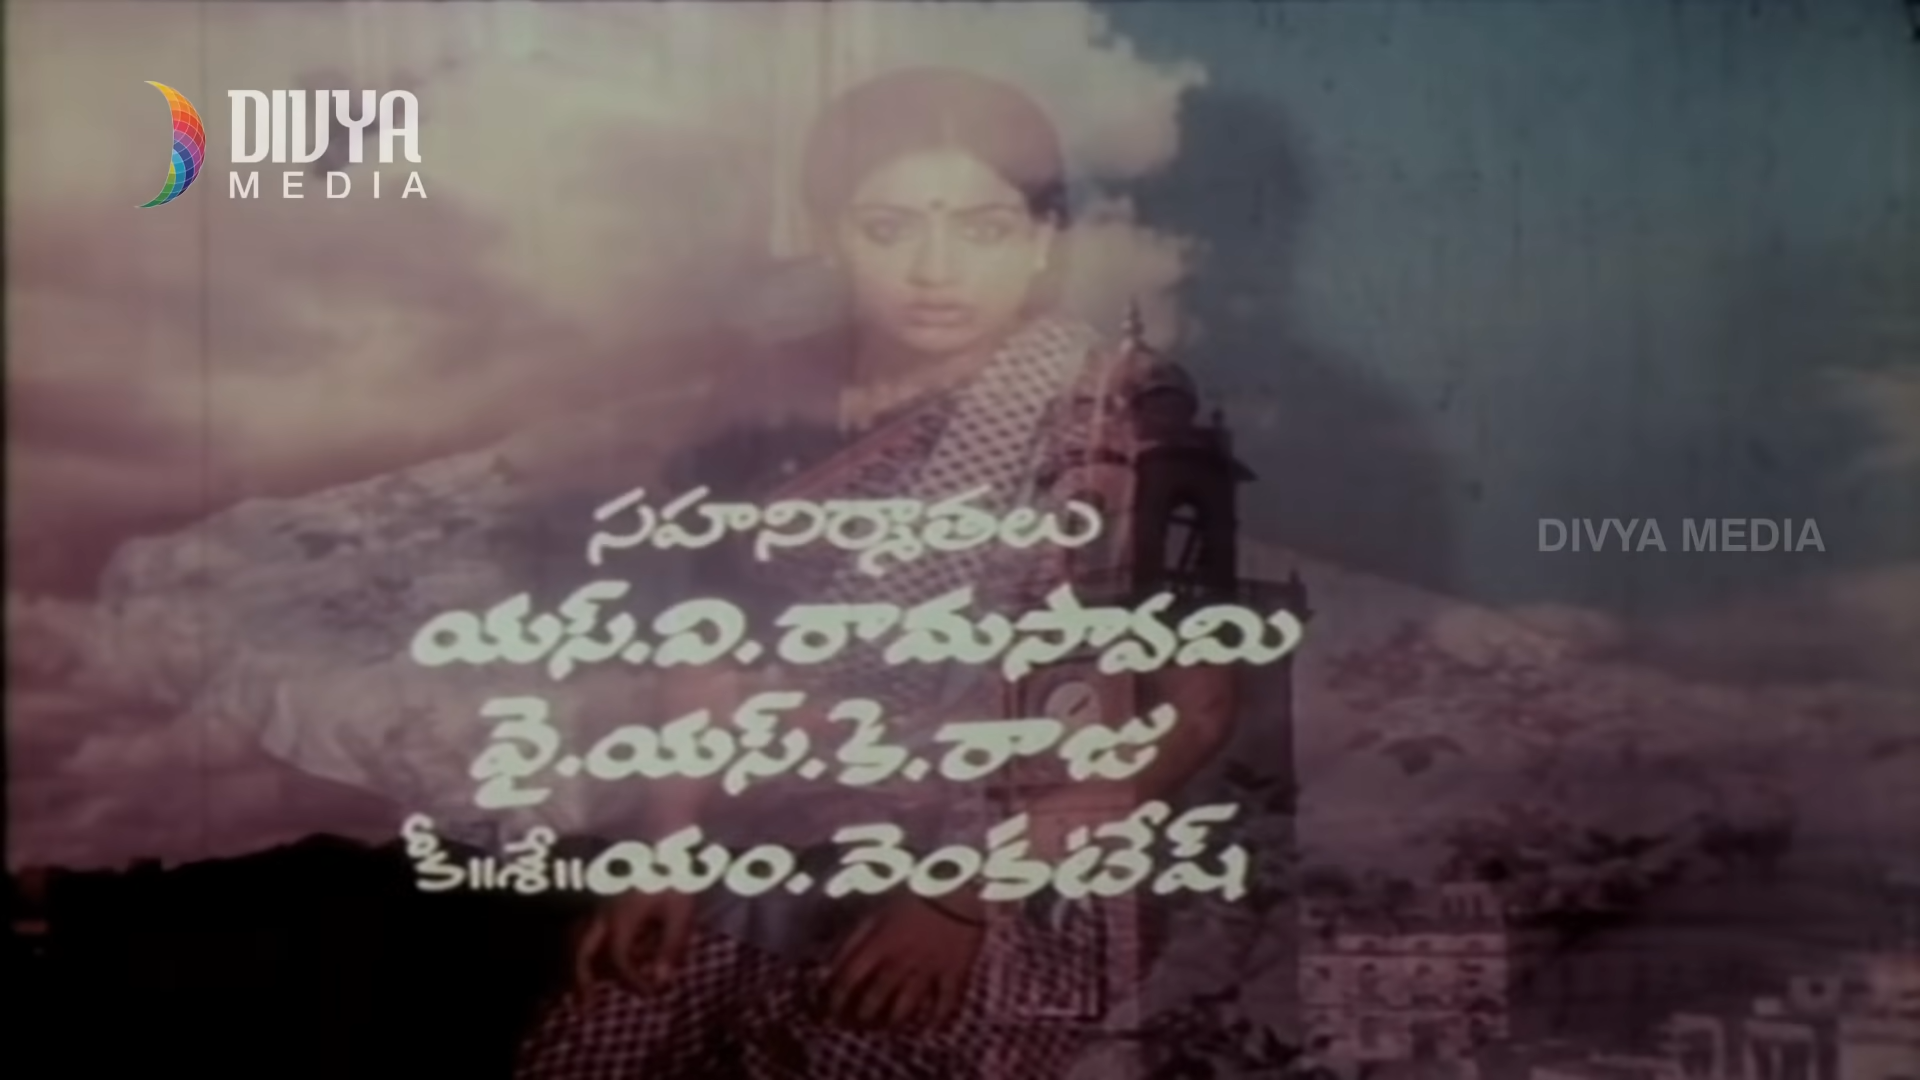 DIVYA
MEDIA
సహనిర్మాతలు
DIVYA MEDIA
యస్.వి.రామస్వామి
వై.యస్.కె.రాజు
కీ॥శే॥యం.వెంకటేష్